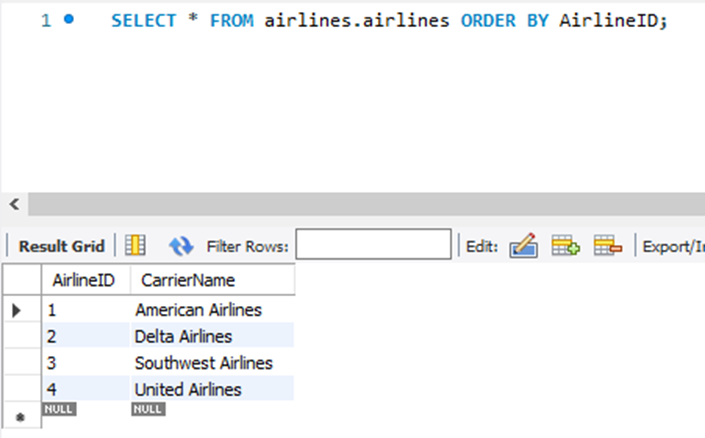 1 SELECT * FROM airlines.airlines ORDER BY AirlineID;
Result Grid Filter Rows: Edit: Export/I
AirlineID CarrierName
1 American Airlines
2 Delta Airlines
3 Southwest Airlines
4 United Airlines
NULL NULL